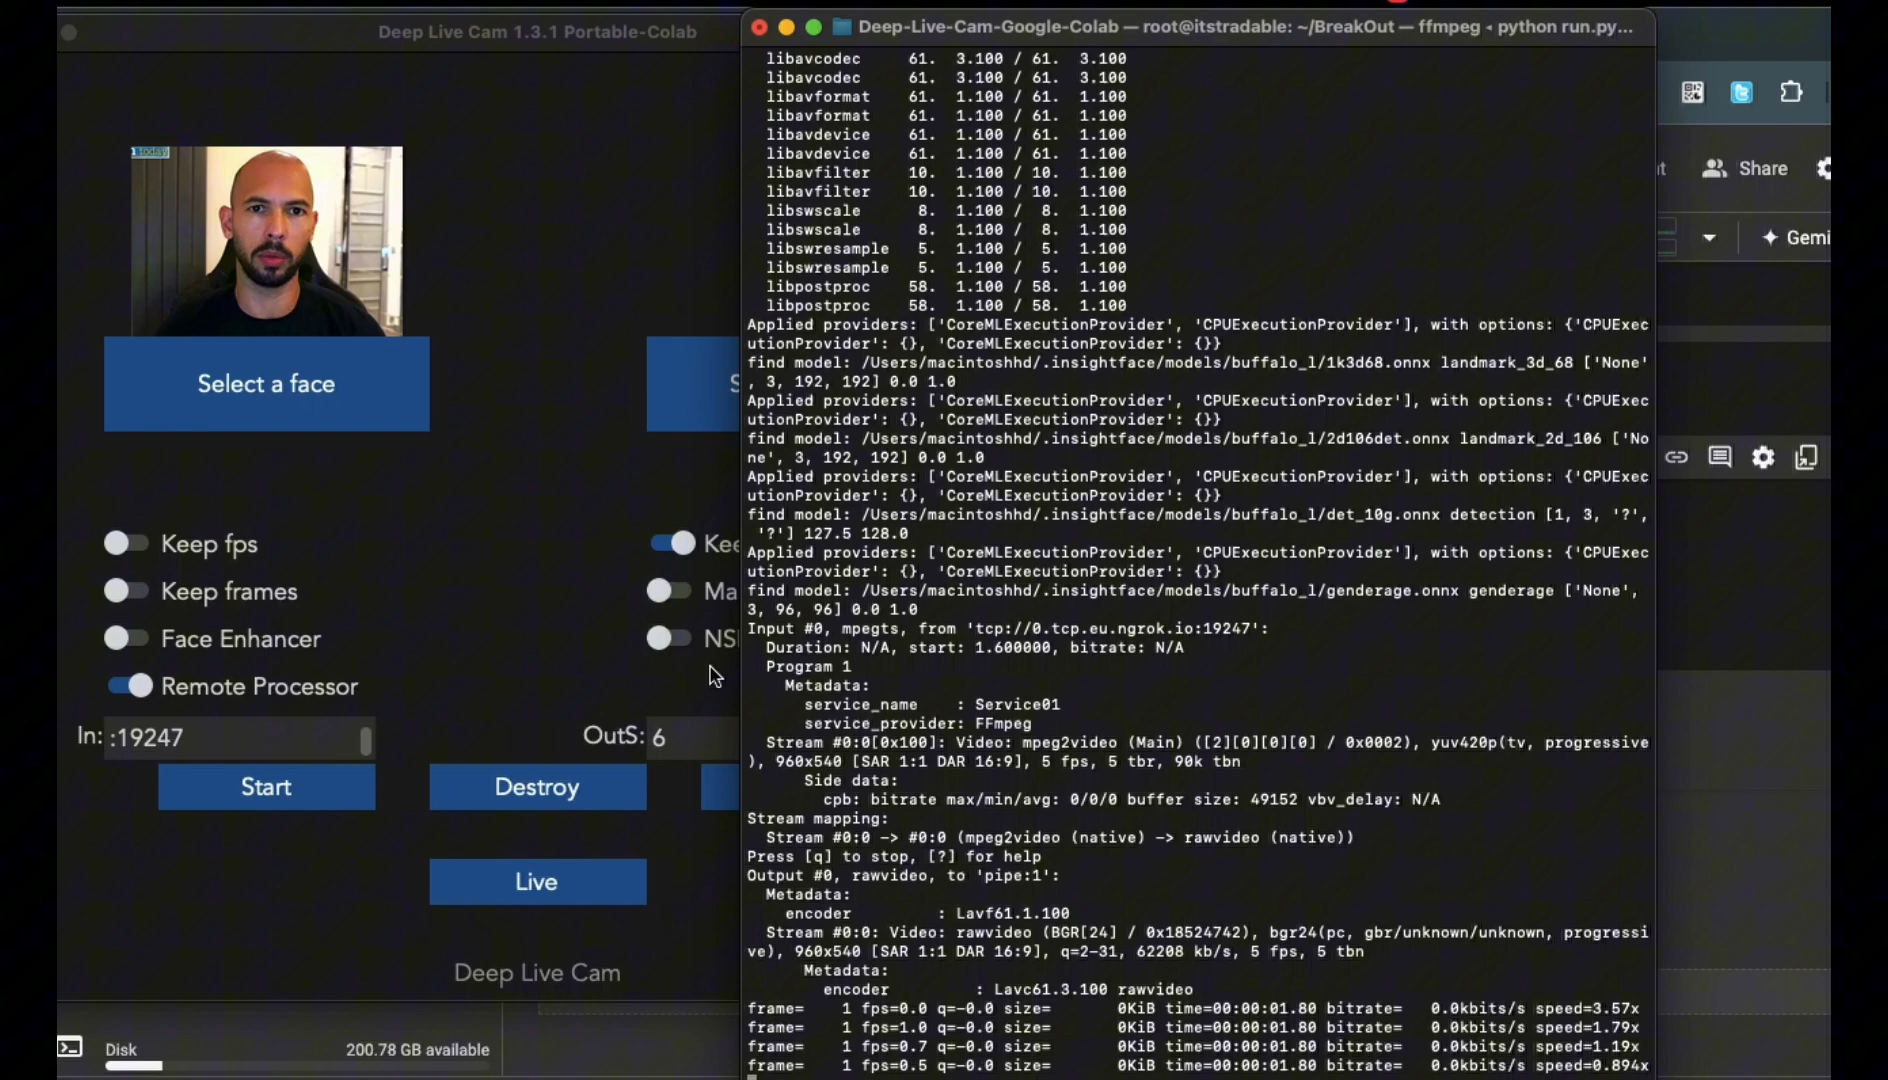 Deep Live Cam 1.3.1 Portable-Colab
today
Select a face
Keep fps
Keep frames
Face Enhancer
Remote Processor
In: :19247
OutS: 6
Start
Destroy
Live
Deep Live Cam
Disk
200.78 GB available
Deep-Live-Cam-Google-Colab — root@itstradable: ~/BreakOut — ffmpeg ◂ python run.py...
libavcodec 61. 3.100 / 61. 3.100
libavcodec 61. 3.100 / 61. 3.100
libavformat 61. 1.100 / 61. 1.100
libavformat 61. 1.100 / 61. 1.100
libavdevice 61. 1.100 / 61. 1.100
libavdevice 61. 1.100 / 61. 1.100
libavfilter 10. 1.100 / 10. 1.100
libavfilter 10. 1.100 / 10. 1.100
libswscale 8. 1.100 / 8. 1.100
libswscale 8. 1.100 / 8. 1.100
libswresample 5. 1.100 / 5. 1.100
libswresample 5. 1.100 / 5. 1.100
libpostproc 58. 1.100 / 58. 1.100
libpostproc 58. 1.100 / 58. 1.100
Applied providers: ['CoreMLExecutionProvider', 'CPUExecutionProvider'], with options: {'CPUExec
utionProvider': {}, 'CoreMLExecutionProvider': {}}
find model: /Users/macintoshhd/.insightface/models/buffalo_l/1k3d68.onnx landmark_3d_68 ['None'
, 3, 192, 192] 0.0 1.0
Applied providers: ['CoreMLExecutionProvider', 'CPUExecutionProvider'], with options: {'CPUExec
utionProvider': {}, 'CoreMLExecutionProvider': {}}
find model: /Users/macintoshhd/.insightface/models/buffalo_l/2d106det.onnx landmark_2d_106 ['No
ne', 3, 192, 192] 0.0 1.0
Applied providers: ['CoreMLExecutionProvider', 'CPUExecutionProvider'], with options: {'CPUExec
utionProvider': {}, 'CoreMLExecutionProvider': {}}
find model: /Users/macintoshhd/.insightface/models/buffalo_l/det_10g.onnx detection [1, 3, '?',
'?'] 127.5 128.0
Applied providers: ['CoreMLExecutionProvider', 'CPUExecutionProvider'], with options: {'CPUExec
utionProvider': {}, 'CoreMLExecutionProvider': {}}
find model: /Users/macintoshhd/.insightface/models/buffalo_l/genderage.onnx genderage ['None',
3, 96, 96] 0.0 1.0
Input #0, mpegts, from 'tcp://0.tcp.eu.ngrok.io:19247':
Duration: N/A, start: 1.600000, bitrate: N/A
Program 1
Metadata:
service_name : Service01
service_provider: FFmpeg
Stream #0:0[0x100]: Video: mpeg2video (Main) ([2][0][0][0] / 0x0002), yuv420p(tv, progressive
), 960x540 [SAR 1:1 DAR 16:9], 5 fps, 5 tbr, 90k tbn
Side data:
cpb: bitrate max/min/avg: 0/0/0 buffer size: 49152 vbv_delay: N/A
Stream mapping:
Stream #0:0 -> #0:0 (mpeg2video (native) -> rawvideo (native))
Press [q] to stop, [?] for help
Output #0, rawvideo, to 'pipe:1':
Metadata:
encoder : Lavf61.1.100
Stream #0:0: Video: rawvideo (BGR[24] / 0x18524742), bgr24(pc, gbr/unknown/unknown, progressi
ve), 960x540 [SAR 1:1 DAR 16:9], q=2-31, 62208 kb/s, 5 fps, 5 tbn
Metadata:
encoder : Lavc61.3.100 rawvideo
frame= 1 fps=0.0 q=-0.0 size= 0KiB time=00:00:01.80 bitrate= 0.0kbits/s speed=3.57x
frame= 1 fps=1.0 q=-0.0 size= 0KiB time=00:00:01.80 bitrate= 0.0kbits/s speed=1.79x
frame= 1 fps=0.7 q=-0.0 size= 0KiB time=00:00:01.80 bitrate= 0.0kbits/s speed=1.19x
frame= 1 fps=0.5 q=-0.0 size= 0KiB time=00:00:01.80 bitrate= 0.0kbits/s speed=0.894x
Share
Gemi